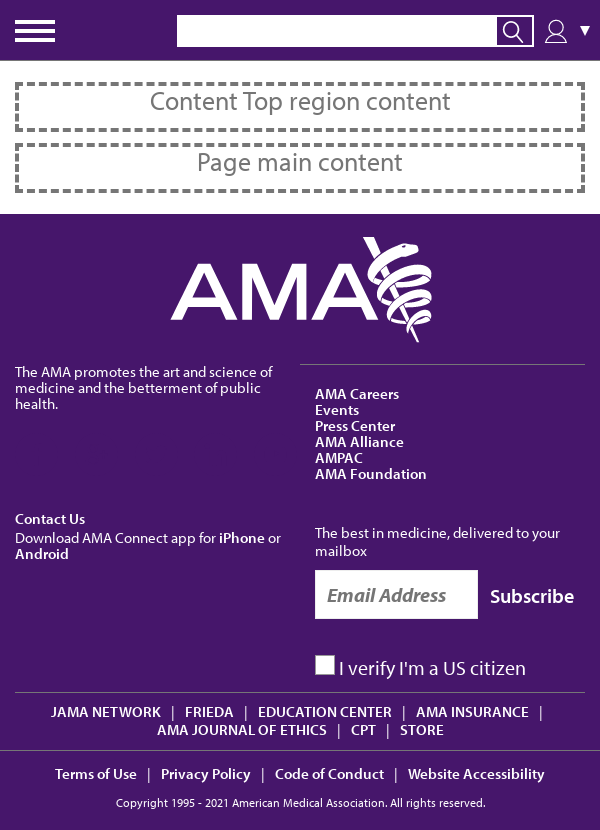 ▼
Content Top region content
Page main content
AMA
The AMA promotes the art and science of
medicine and the betterment of public
health.
AMA Careers
Events
Press Center
AMA Alliance
AMPAC
AMA Foundation
Contact Us
Download AMA Connect app for iPhone or
Android
The best in medicine, delivered to your
mailbox
Email Address
Subscribe
I verify I'm a US citizen
JAMA NETWORK | FRIEDA | EDUCATION CENTER | AMA INSURANCE |
AMA JOURNAL OF ETHICS | CPT | STORE
Terms of Use | Privacy Policy | Code of Conduct | Website Accessibility
Copyright 1995 - 2021 American Medical Association. All rights reserved.